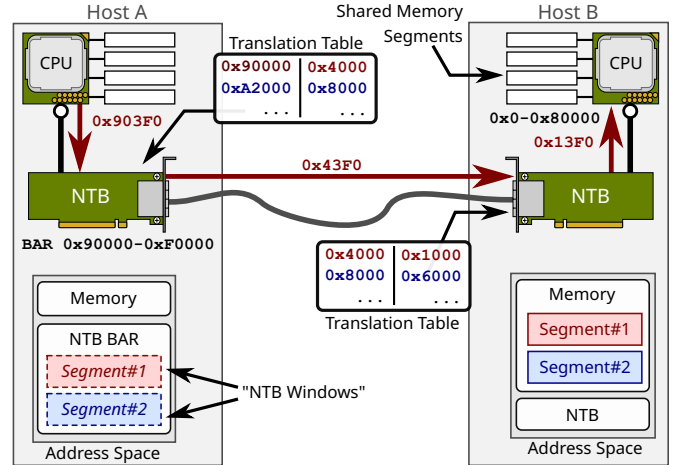 Host A
Shared Memory
Segments
Host B
CPU
Translation Table
0x90000 0x4000
0xA2000 0x8000
... ...
CPU
0x903F0
0x0-0x80000
0x13F0
0x43F0
NTB
NTB
BAR 0x90000-0xF0000
0x4000 0x1000
0x8000 0x6000
... ...
Translation Table
Memory
NTB BAR
Segment#1
Segment#2
Address Space
"NTB Windows"
Memory
Segment#1
Segment#2
NTB
Address Space